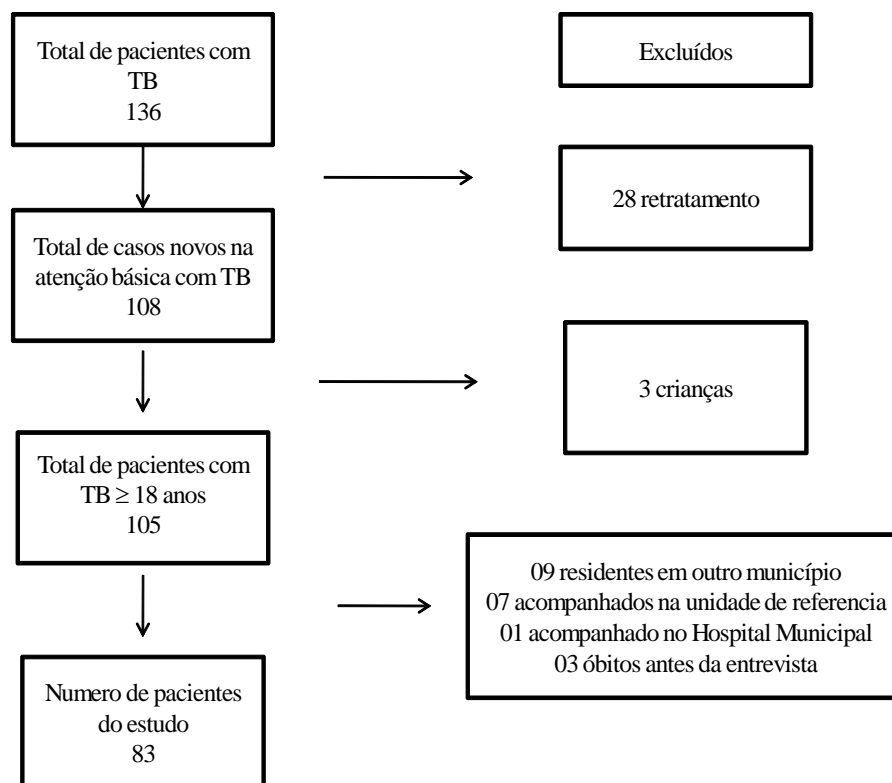 Total de pacientes com
TB
136
Excluídos
28 retratamento
Total de casos novos na
atenção básica com TB
108
3 crianças
Total de pacientes com
TB ≥ 18 anos
105
09 residentes em outro município
07 acompanhados na unidade de referencia
01 acompanhado no Hospital Municipal
03 óbitos antes da entrevista
Numero de pacientes
do estudo
83